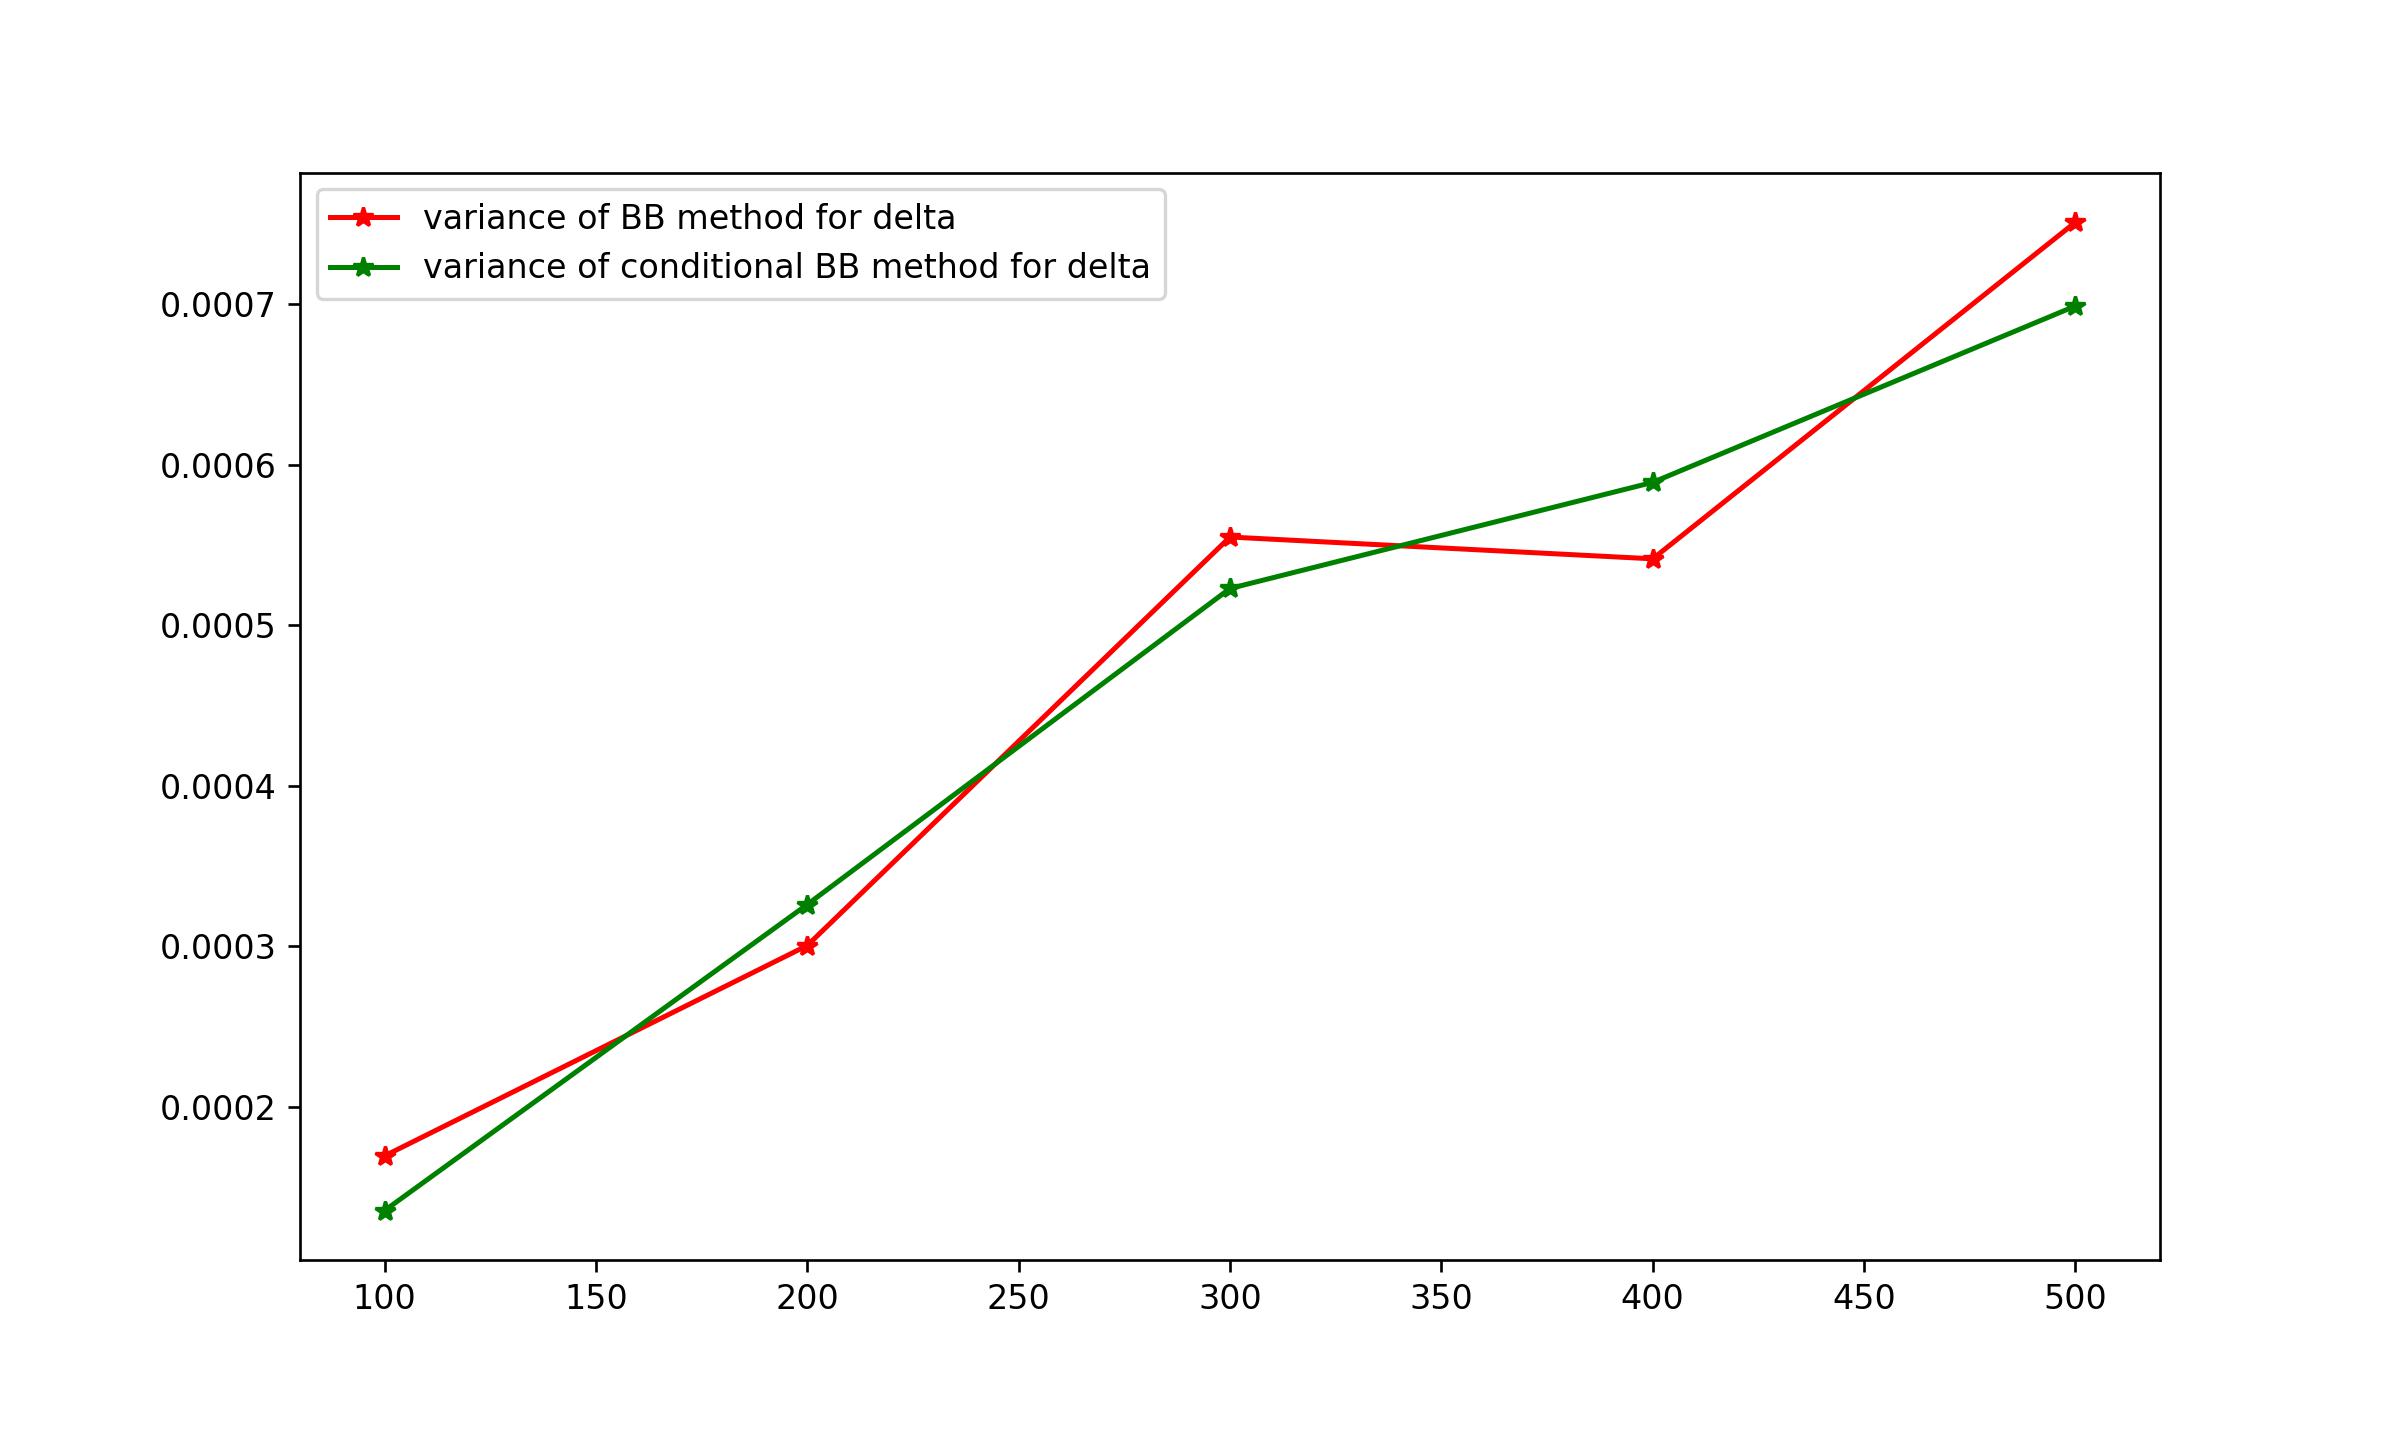 variance of BB method for delta
variance of conditional BB method for delta
0.0007
0.0006
0.0005
0.0004
0.0003
0.0002
100 150 200 250 300 350 400 450 500